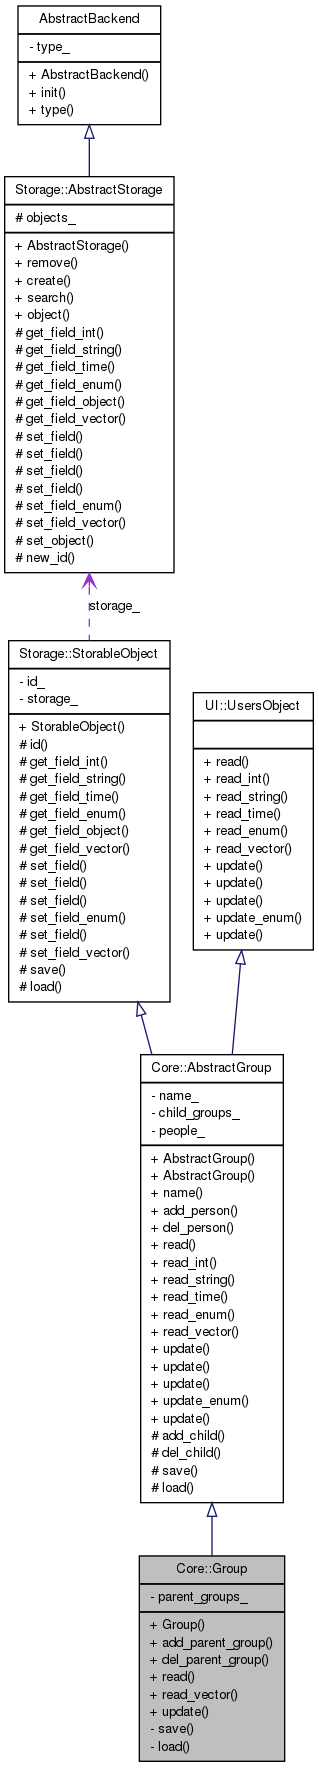 AbstractBackend
- type_
+ AbstractBackend()
+ init()
+ type()
Storage::AbstractStorage
# objects_
+ AbstractStorage()
+ remove()
+ create()
+ search()
+ object()
# get_field_int()
# get_field_string()
# get_field_time()
# get_field_enum()
# get_field_object()
# get_field_vector()
# set_field()
# set_field()
# set_field()
# set_field()
# set_field_enum()
# set_field_vector()
# set_object()
# new_id()
storage_
Storage::StorableObject
- id_
- storage_
+ StorableObject()
# id()
# get_field_int()
# get_field_string()
# get_field_time()
# get_field_enum()
# get_field_object()
# get_field_vector()
# set_field()
# set_field()
# set_field()
# set_field_enum()
# set_field()
# set_field_vector()
# save()
# load()
UI::UsersObject
+ read()
+ read_int()
+ read_string()
+ read_time()
+ read_enum()
+ read_vector()
+ update()
+ update()
+ update()
+ update_enum()
+ update()
Core::AbstractGroup
- name_
- child_groups_
- people_
+ AbstractGroup()
+ AbstractGroup()
+ name()
+ add_person()
+ del_person()
+ read()
+ read_int()
+ read_string()
+ read_time()
+ read_enum()
+ read_vector()
+ update()
+ update()
+ update()
+ update_enum()
+ update()
# add_child()
# del_child()
# save()
# load()
Core::Group
- parent_groups_
+ Group()
+ add_parent_group()
+ del_parent_group()
+ read()
+ read_vector()
+ update()
- save()
- load()